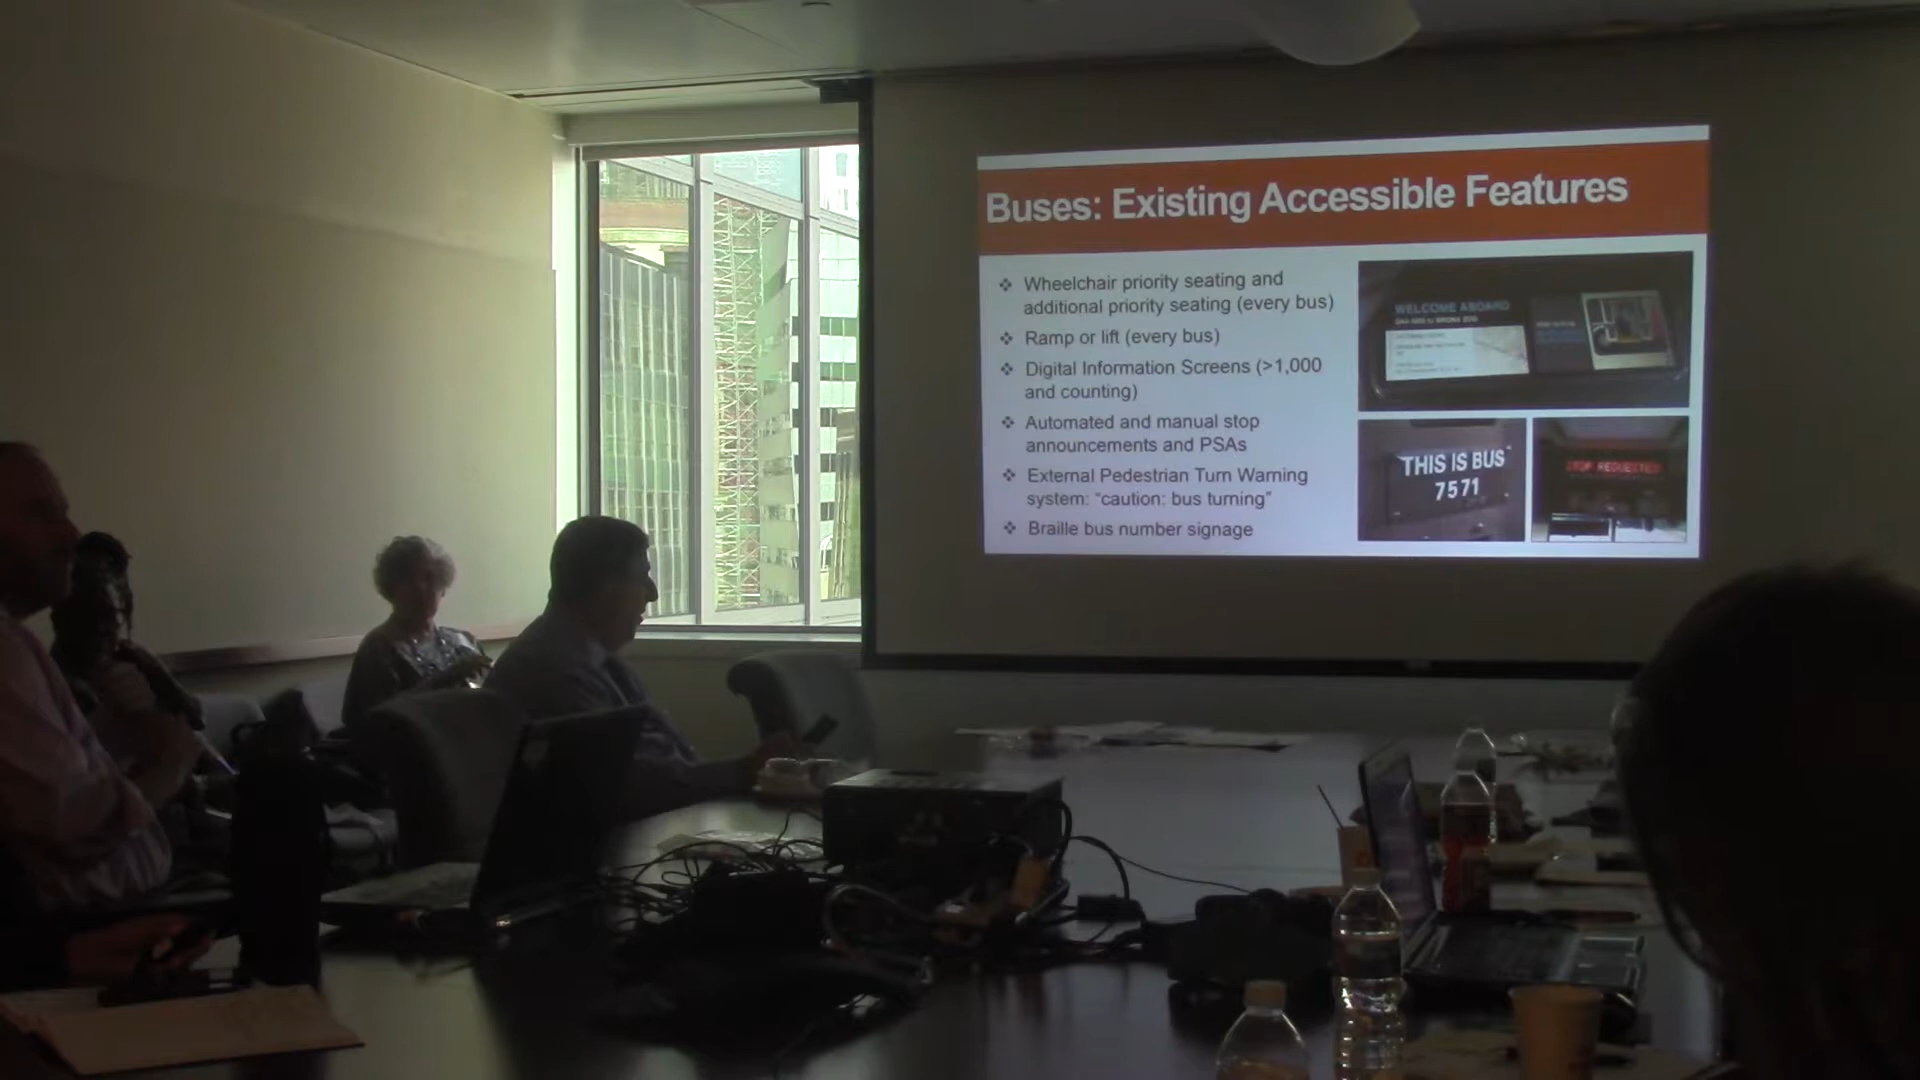 Buses: Existing Accessible Features
❖ Wheelchair priority seating and
additional priority seating (every bus)
❖ Ramp or lift (every bus)
❖ Digital Information Screens (>1,000
and counting)
❖ Automated and manual stop
announcements and PSAs
❖ External Pedestrian Turn Warning
system: “caution: bus turning”
❖ Braille bus number signage
WELCOME ABOARD
THIS IS BUS
7571
STOP REQUESTED